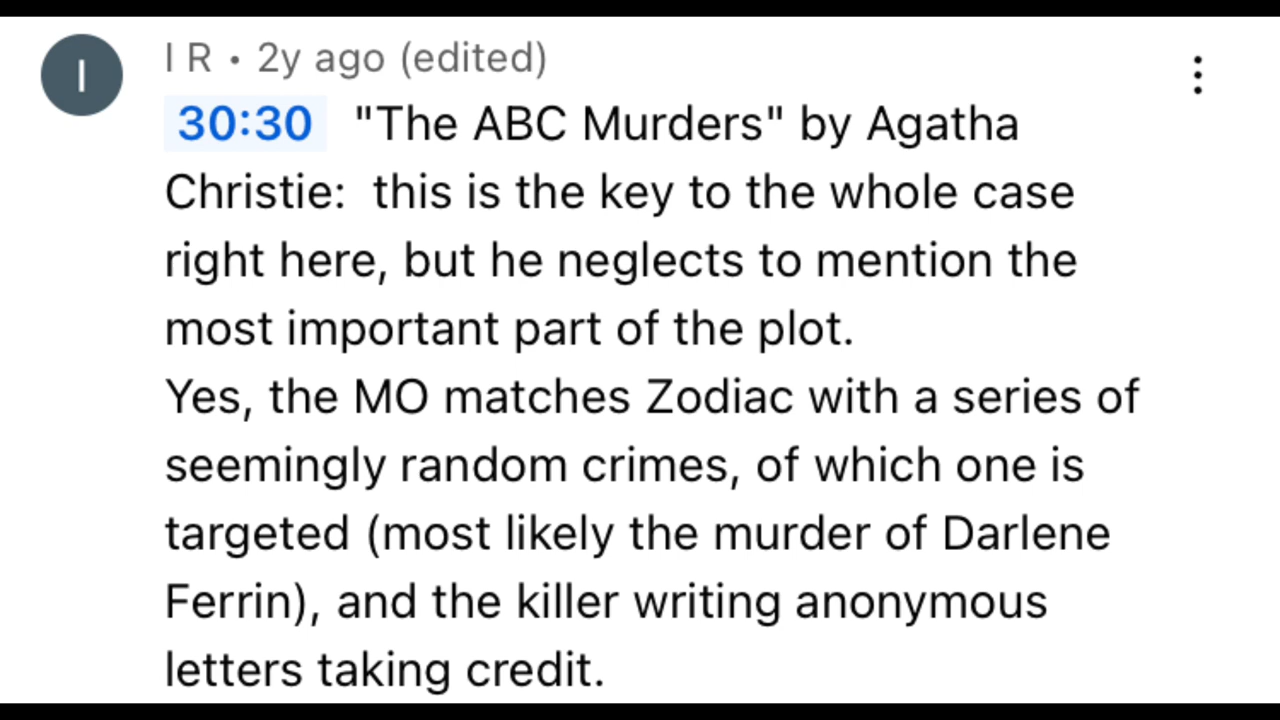 I
I R • 2y ago (edited)
30:30 "The ABC Murders" by Agatha
Christie: this is the key to the whole case
right here, but he neglects to mention the
most important part of the plot.
Yes, the MO matches Zodiac with a series of
seemingly random crimes, of which one is
targeted (most likely the murder of Darlene
Ferrin), and the killer writing anonymous
letters taking credit.